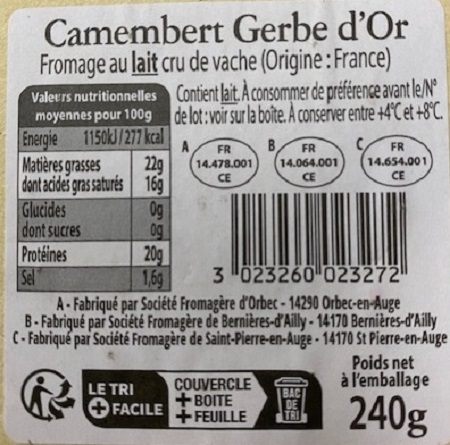 Camembert Gerbe d'Or
Fromage au lait cru de vache (Origine : France)
Valeurs nutritionnelles
moyennes pour 100g
Energie 1150kJ/277 kcal
Matières grasses 22g
dont acides gras saturés 16g
Glucides 0g
dont sucres 0g
Protéines 20g
Sel 1,6g
Contient lait. À consommer de préférence avant le/N°
de lot : voir sur la boîte. À conserver entre +4°C et +8°C.
A FR 14.478.001 CE
B FR 14.064.001 CE
C FR 14.654.001 CE
3 023260 023272
A - Fabriqué par Société Fromagère d'Orbec - 14290 Orbec-en-Auge
B - Fabriqué par Société Fromagère de Bernières-d'Ailly - 14170 Bernières-d'Ailly
C - Fabriqué par Société Fromagère de Saint-Pierre-en-Auge - 14170 St Pierre-en-Auge
LE TRI
+ FACILE
COUVERCLE
+ BOITE
+ FEUILLE
BAC
DE
TRI
Poids net
à l'emballage
240g